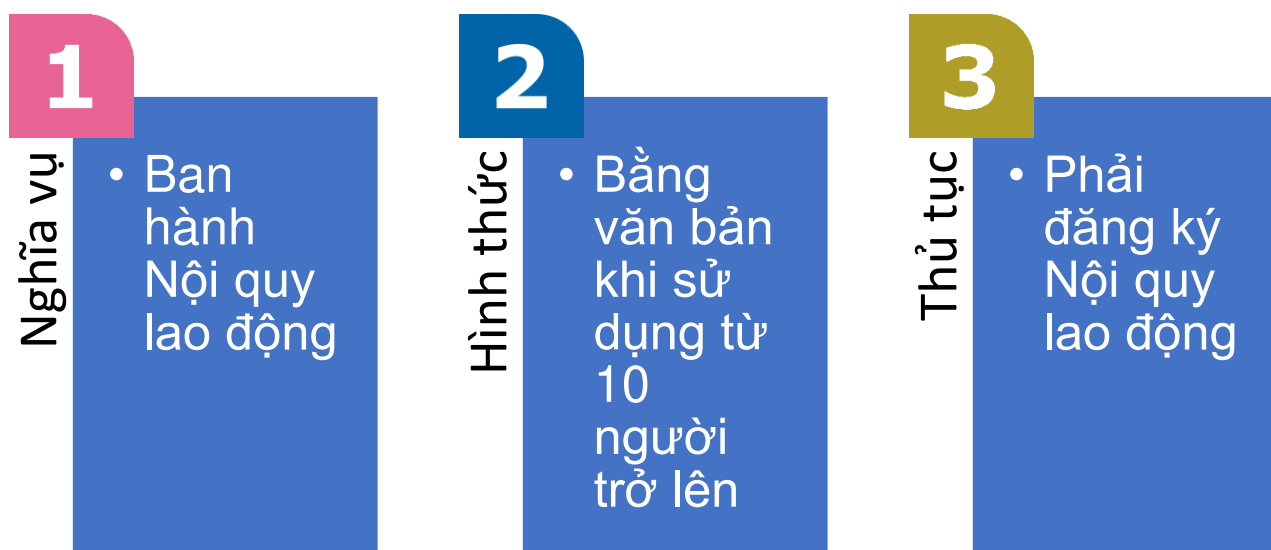 1
Nghĩa vụ
• Ban
hành
Nội quy
lao động
2
Hình thức
• Bằng
văn bản
khi sử
dụng từ
10
người
trở lên
3
Thủ tục
• Phải
đăng ký
Nội quy
lao động